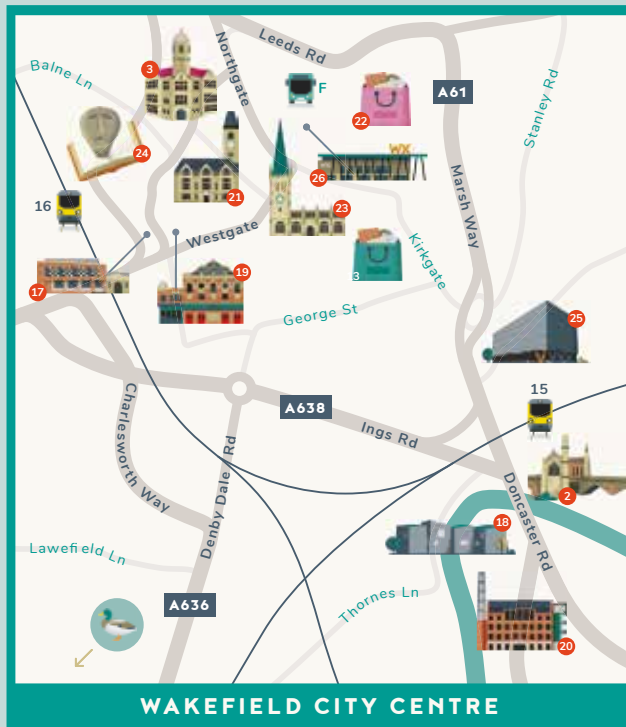 Leeds Rd
Northgate
Balne Ln
3
F
22
A61
Stanley Rd
24
WX
26
21
23
Marsh Way
16
Westgate
Kirkgate
3
19
17
George St
25
A638
15
Charlesworth Way
Ings Rd
Denby Dale Rd
2
Doncaster Rd
18
Lawefield Ln
Thornes Ln
A636
20
WAKEFIELD CITY CENTRE